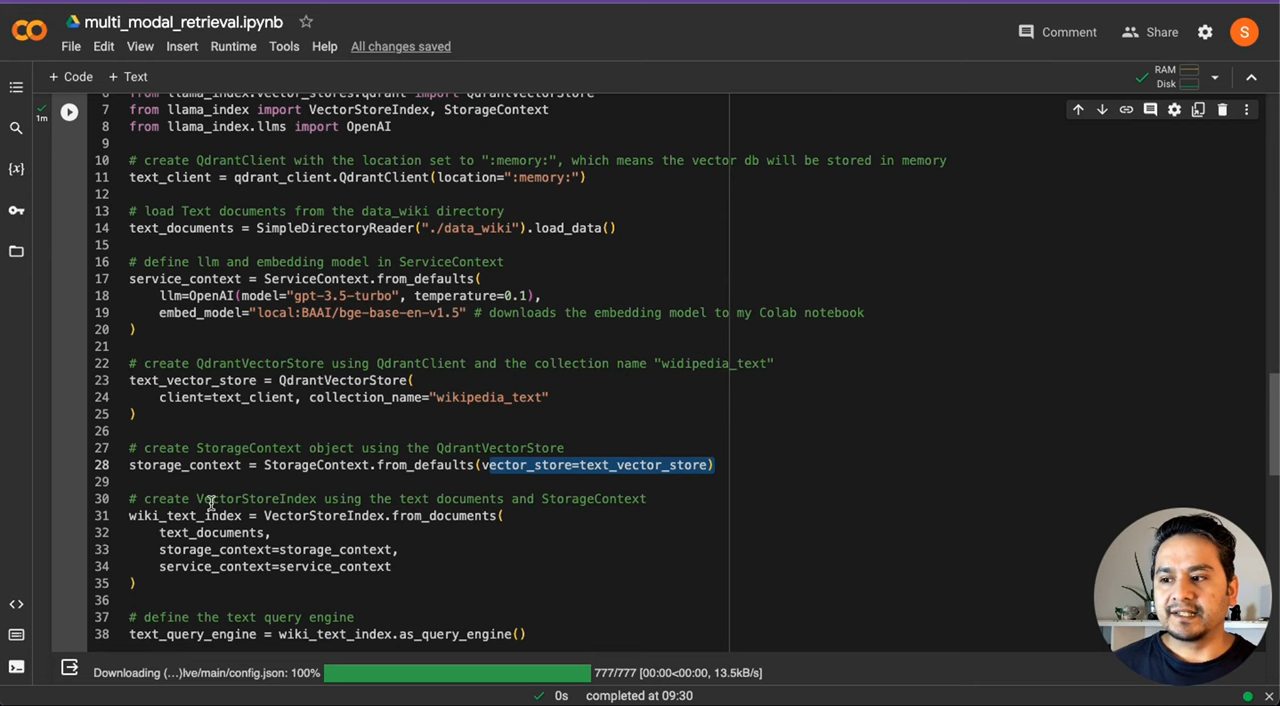 multi_modal_retrieval.ipynb
File Edit View Insert Runtime Tools Help All changes saved
Comment Share S
+ Code + Text
RAM
Disk
1m
6 from llama_index.vector_stores.qdrant import QdrantVectorStore
7 from llama_index import VectorStoreIndex, StorageContext
8 from llama_index.llms import OpenAI
9
10 # create QdrantClient with the location set to ":memory:", which means the vector db will be stored in memory
11 text_client = qdrant_client.QdrantClient(location=":memory:")
12
13 # load Text documents from the data_wiki directory
14 text_documents = SimpleDirectoryReader("./data_wiki").load_data()
15
16 # define llm and embedding model in ServiceContext
17 service_context = ServiceContext.from_defaults(
18 llm=OpenAI(model="gpt-3.5-turbo", temperature=0.1),
19 embed_model="local:BAAI/bge-base-en-v1.5" # downloads the embedding model to my Colab notebook
20 )
21
22 # create QdrantVectorStore using QdrantClient and the collection name "widipedia_text"
23 text_vector_store = QdrantVectorStore(
24 client=text_client, collection_name="wikipedia_text"
25 )
26
27 # create StorageContext object using the QdrantVectorStore
28 storage_context = StorageContext.from_defaults(vector_store=text_vector_store)
29
30 # create VectorStoreIndex using the text documents and StorageContext
31 wiki_text_index = VectorStoreIndex.from_documents(
32 text_documents,
33 storage_context=storage_context,
34 service_context=service_context
35 )
36
37 # define the text query engine
38 text_query_engine = wiki_text_index.as_query_engine()
Downloading (…)lve/main/config.json: 100% 777/777 [00:00<00:00, 13.5kB/s]
0s completed at 09:30